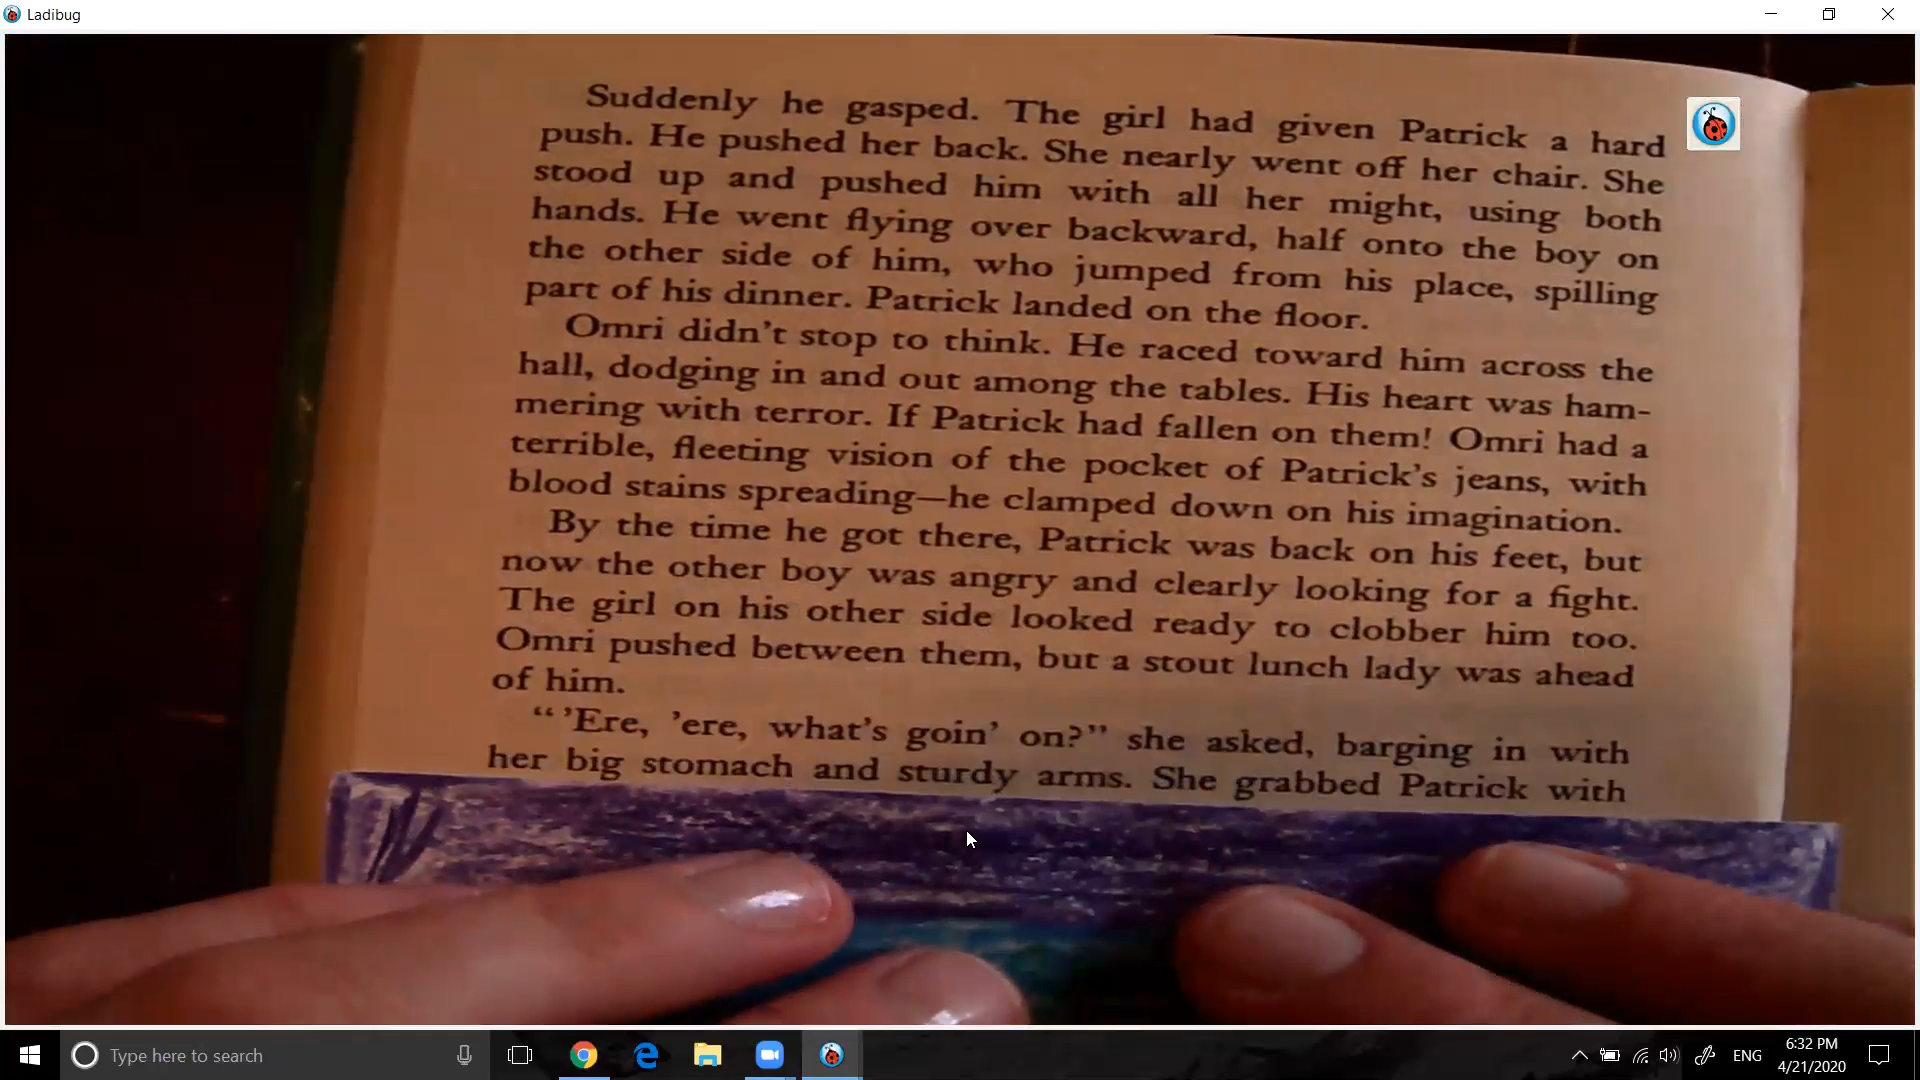 Ladibug
Suddenly he gasped. The girl had given Patrick a hard
push. He pushed her back. She nearly went off her chair. She
stood up and pushed him with all her might, using both
hands. He went flying over backward, half onto the boy on
the other side of him, who jumped from his place, spilling
part of his dinner. Patrick landed on the floor.
Omri didn't stop to think. He raced toward him across the
hall, dodging in and out among the tables. His heart was ham-
mering with terror. If Patrick had fallen on them! Omri had a
terrible, fleeting vision of the pocket of Patrick's jeans, with
blood stains spreading—he clamped down on his imagination.
By the time he got there, Patrick was back on his feet, but
now the other boy was angry and clearly looking for a fight.
The girl on his other side looked ready to clobber him too.
Omri pushed between them, but a stout lunch lady was ahead
of him.
“ ’Ere, ’ere, what's goin’ on?” she asked, barging in with
her big stomach and sturdy arms. She grabbed Patrick with
Type here to search
ENG
6:32 PM
4/21/2020